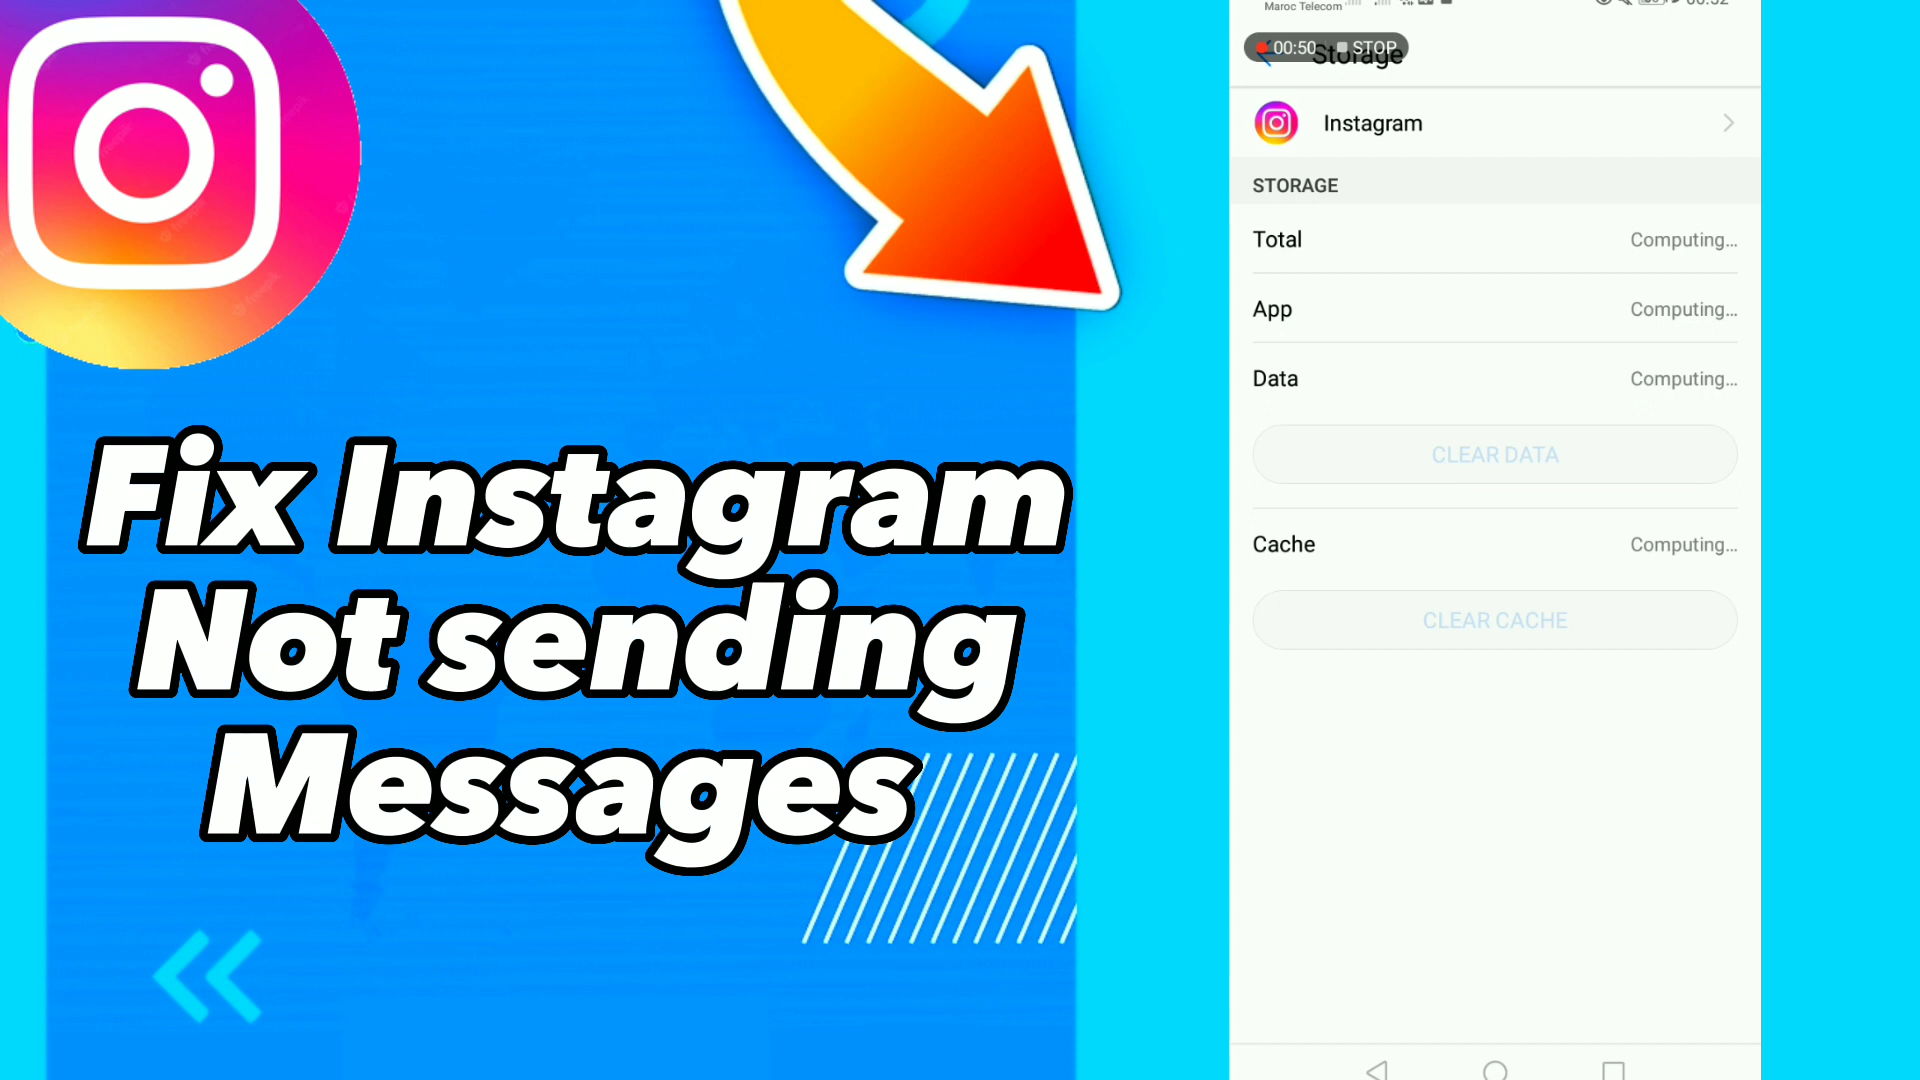 Fix Instagram
Not sending
Messages
Maroc Telecom
00:50 STOP
Storage
Instagram
STORAGE
Total Computing...
App Computing...
Data Computing...
CLEAR DATA
Cache Computing...
CLEAR CACHE